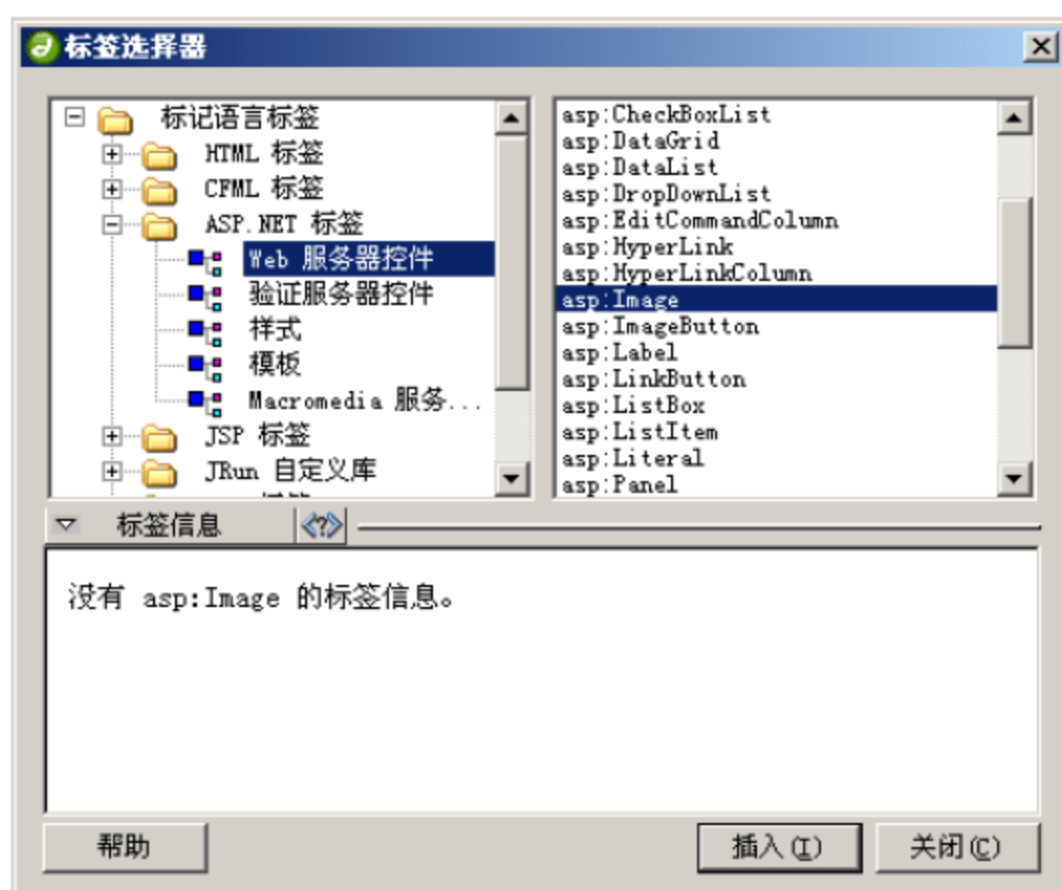 标签选择器
标记语言标签
HTML 标签
CFML 标签
ASP.NET 标签
Web 服务器控件
验证服务器控件
样式
模板
Macromedia 服务...
JSP 标签
JRun 自定义库
asp:CheckBoxList
asp:DataGrid
asp:DataList
asp:DropDownList
asp:EditCommandColumn
asp:HyperLink
asp:HyperLinkColumn
asp:Image
asp:ImageButton
asp:Label
asp:LinkButton
asp:ListBox
asp:ListItem
asp:Literal
asp:Panel
标签信息 <?>
没有 asp:Image 的标签信息。
帮助 插入(I) 关闭(C)